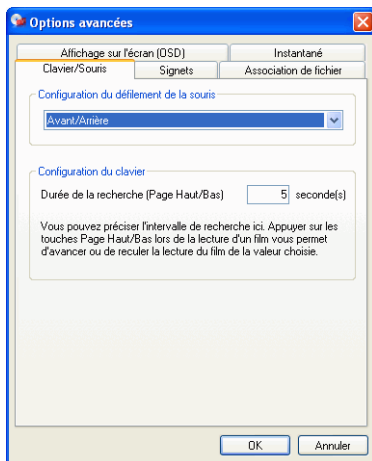 Options avancées
Affichage sur l'écran (OSD)
Instantané
Clavier/Souris
Signets
Association de fichier
Configuration du défilement de la souris
Avant/Arrière
Configuration du clavier
Durée de la recherche (Page Haut/Bas)
5
seconde(s)
Vous pouvez préciser l'intervalle de recherche ici. Appuyer sur les
touches Page Haut/Bas lors de la lecture d'un film vous permet
d'avancer ou de reculer la lecture du film de la valeur choisie.
OK
Annuler